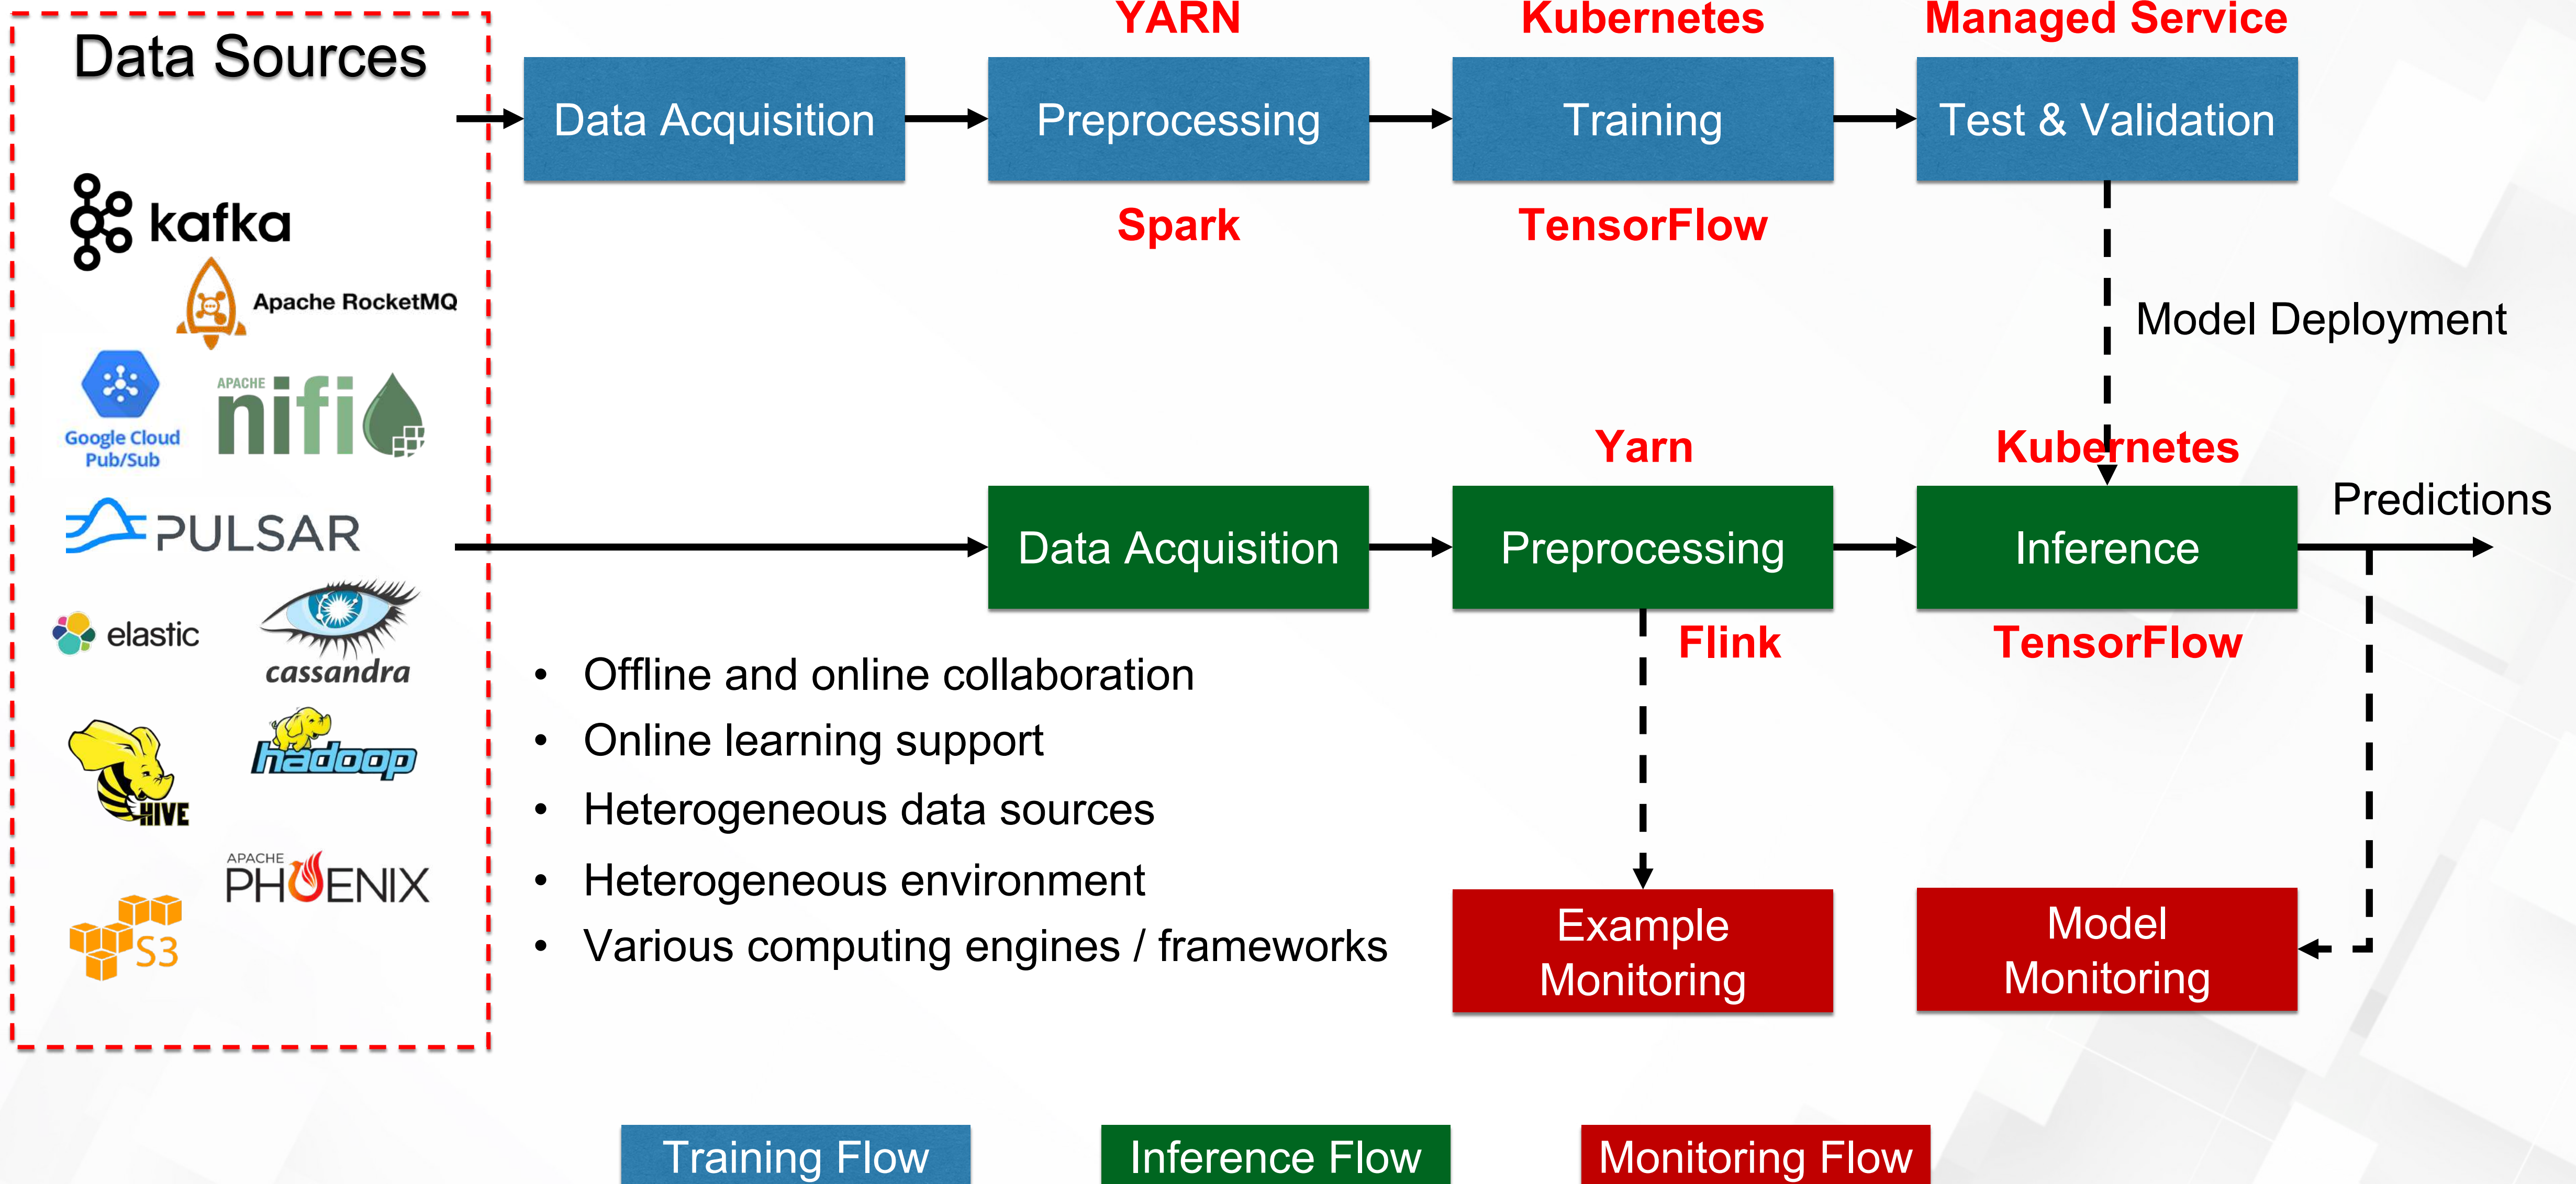 Data Sources
kafka
Apache RocketMQ
Google Cloud
Pub/Sub
APACHE
nifi
PULSAR
elastic
cassandra
HIVE
hadoop
APACHE
PHOENIX
S3
YARN
Kubernetes
Managed Service
Data Acquisition
Preprocessing
Training
Test & Validation
Spark
TensorFlow
Model Deployment
Yarn
Kubernetes
Data Acquisition
Preprocessing
Inference
Predictions
Flink
TensorFlow
• Offline and online collaboration
• Online learning support
• Heterogeneous data sources
• Heterogeneous environment
• Various computing engines / frameworks
Example
Monitoring
Model
Monitoring
Training Flow
Inference Flow
Monitoring Flow